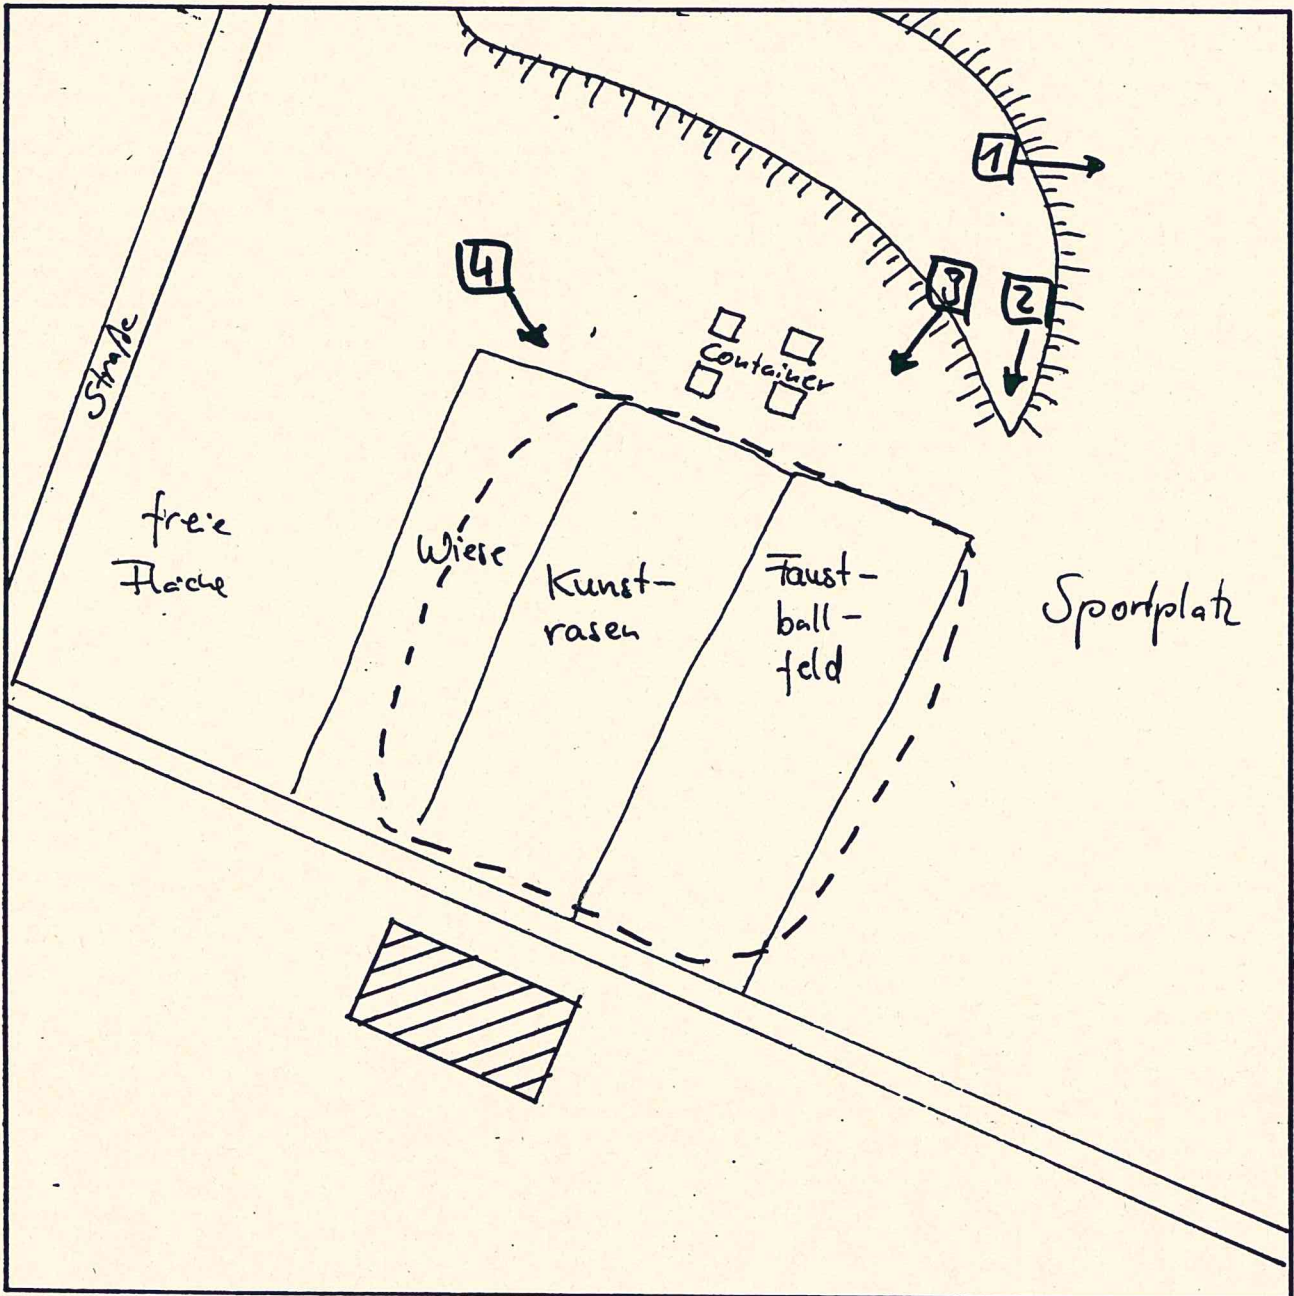 1
4
3
2
Container
Straße
freie
Fläche
Wiese
Kunst-
rasen
Faust-
ball-
feld
Sportplatz